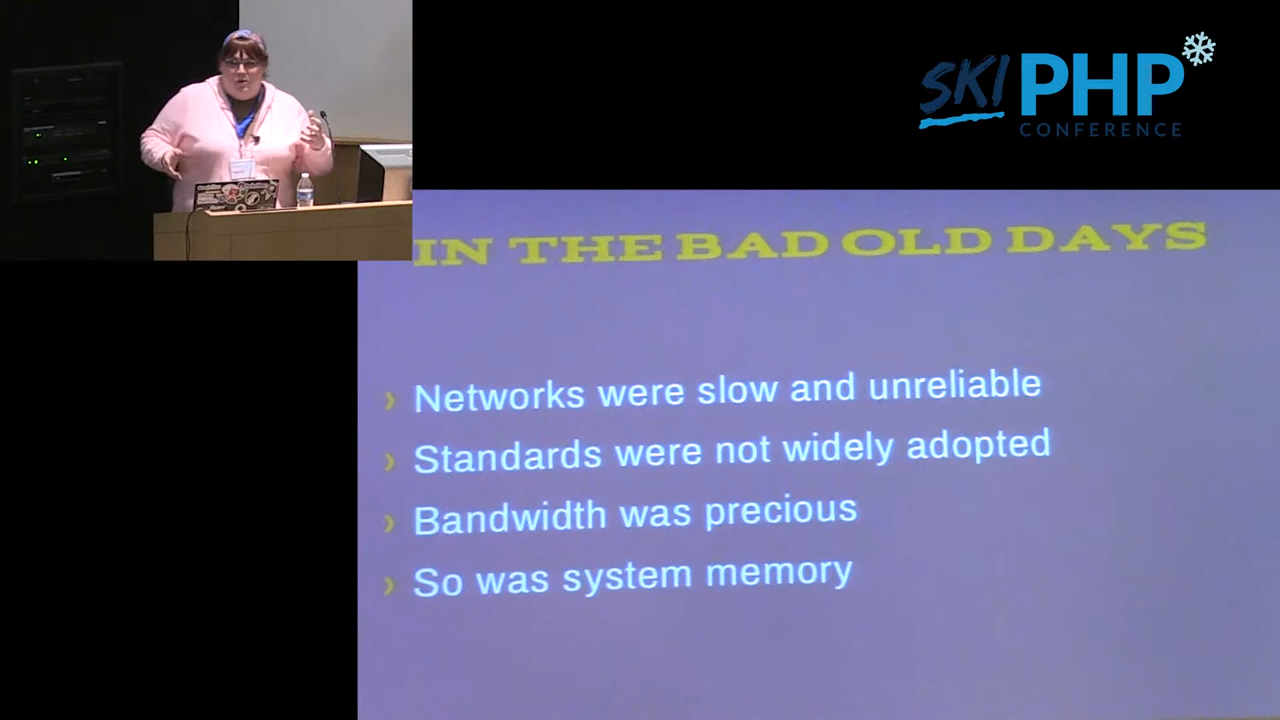 SKI PHP
CONFERENCE
IN THE BAD OLD DAYS
› Networks were slow and unreliable
› Standards were not widely adopted
› Bandwidth was precious
› So was system memory